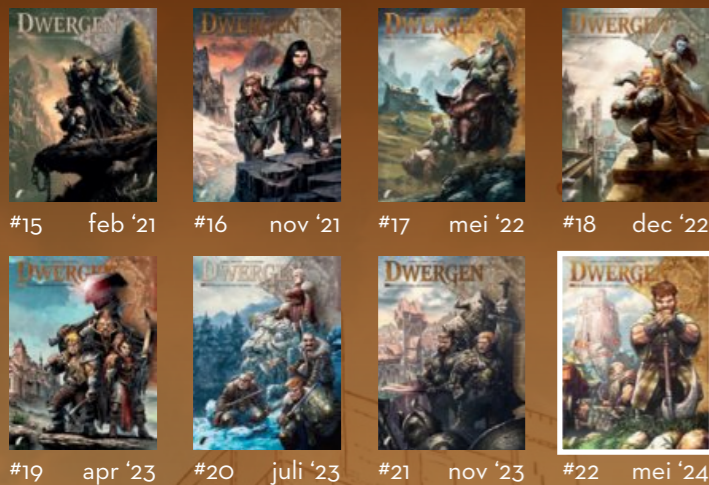 DWERGEN DWERGEN DWERGEN DWERGEN
#15 feb ‘21 #16 nov ‘21 #17 mei ‘22 #18 dec ‘22
DWERGEN DWERGEN DWERGEN DWERGEN
#19 apr ‘23 #20 juli ‘23 #21 nov ‘23 #22 mei ‘24